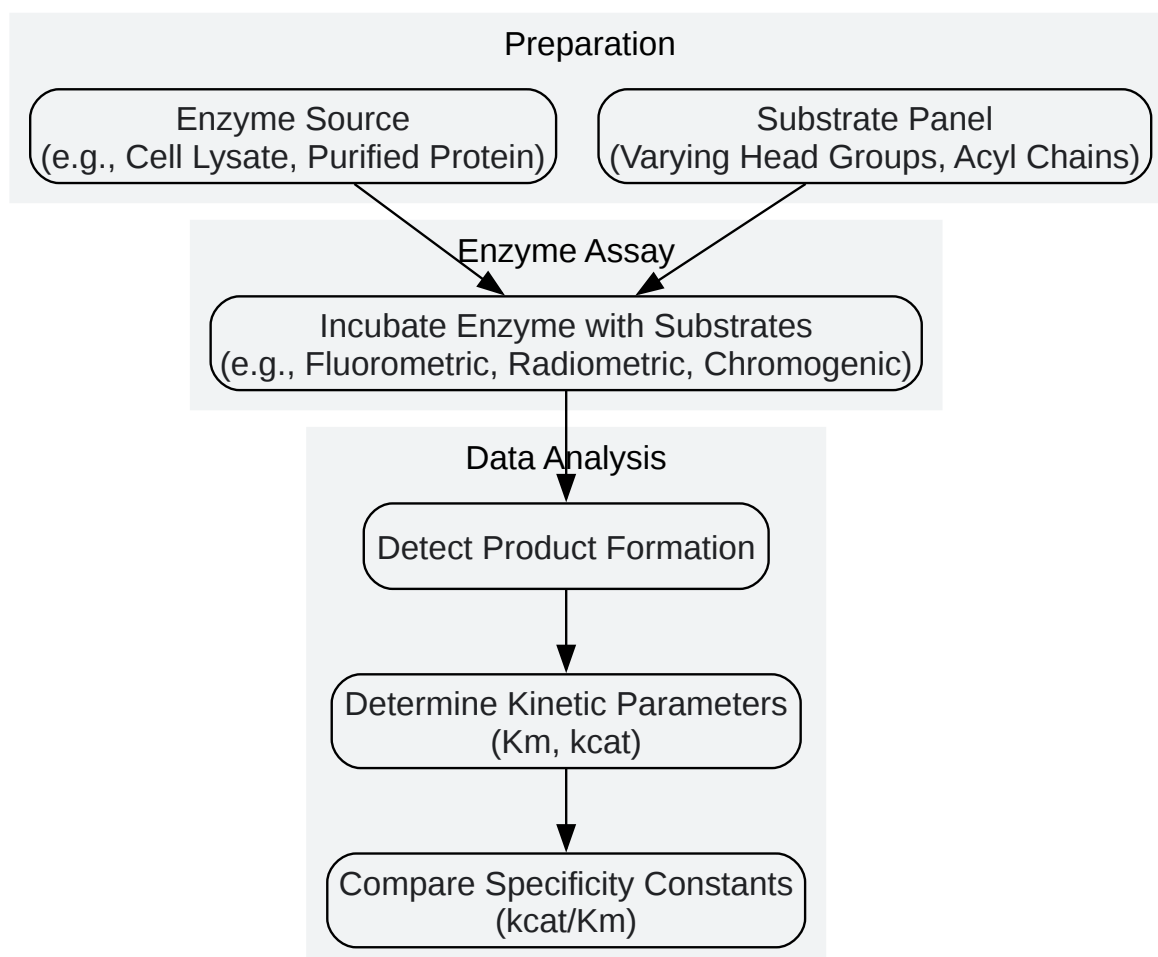 Preparation
Enzyme Source
(e.g., Cell Lysate, Purified Protein)
Substrate Panel
(Varying Head Groups, Acyl Chains)
Enzyme Assay
Incubate Enzyme with Substrates
(e.g., Fluorometric, Radiometric, Chromogenic)
Data Analysis
Detect Product Formation
Determine Kinetic Parameters
(Km, kcat)
Compare Specificity Constants
(kcat/Km)